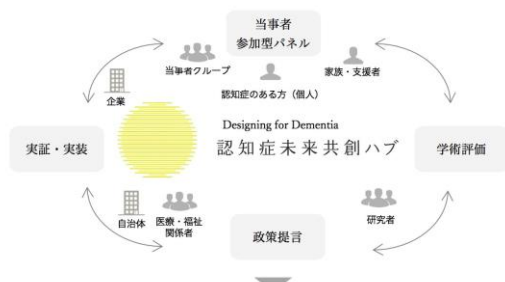 当事者
参加型パネル
当事者グループ
家族・支援者
認知症のある方（個人）
企業
Designing for Dementia
認知症未来共創ハブ
実証・実装
学術評価
自治体
医療・福祉
関係者
研究者
政策提言